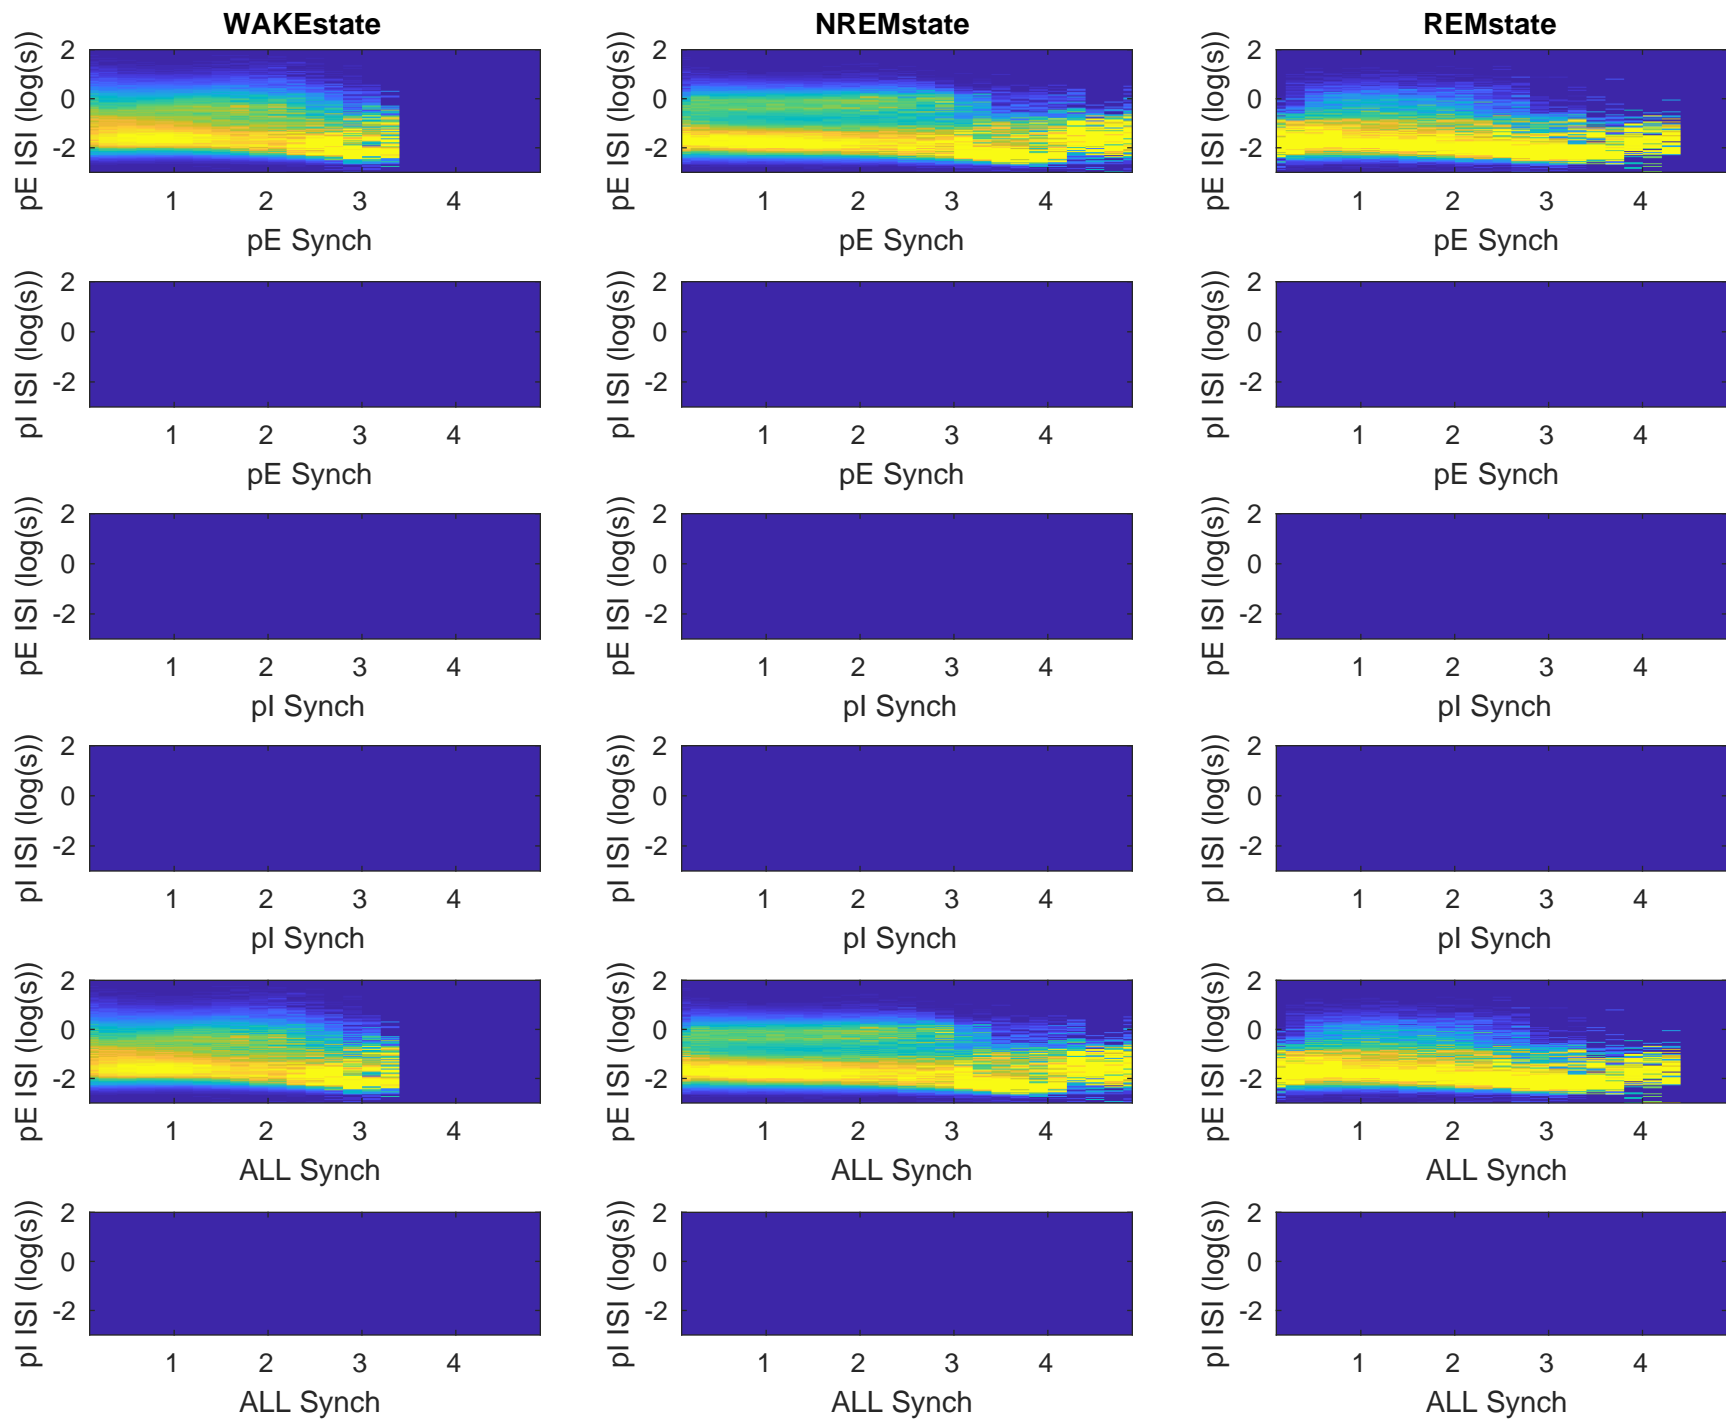 WAKEstate NREMstate REMstate
pE ISI (log(s)) 2 0 -2 pE ISI (log(s)) 2 0 -2 pE ISI (log(s)) 2 0 -2
1 2 3 4 1 2 3 4 1 2 3 4
pE Synch pE Synch pE Synch
pI ISI (log(s)) 2 0 -2 pI ISI (log(s)) 2 0 -2 pI ISI (log(s)) 2 0 -2
1 2 3 4 1 2 3 4 1 2 3 4
pE Synch pE Synch pE Synch
pE ISI (log(s)) 2 0 -2 pE ISI (log(s)) 2 0 -2 pE ISI (log(s)) 2 0 -2
1 2 3 4 1 2 3 4 1 2 3 4
pI Synch pI Synch pI Synch
pI ISI (log(s)) 2 0 -2 pI ISI (log(s)) 2 0 -2 pI ISI (log(s)) 2 0 -2
1 2 3 4 1 2 3 4 1 2 3 4
pI Synch pI Synch pI Synch
pE ISI (log(s)) 2 0 -2 pE ISI (log(s)) 2 0 -2 pE ISI (log(s)) 2 0 -2
1 2 3 4 1 2 3 4 1 2 3 4
ALL Synch ALL Synch ALL Synch
pI ISI (log(s)) 2 0 -2 pI ISI (log(s)) 2 0 -2 pI ISI (log(s)) 2 0 -2
1 2 3 4 1 2 3 4 1 2 3 4
ALL Synch ALL Synch ALL Synch